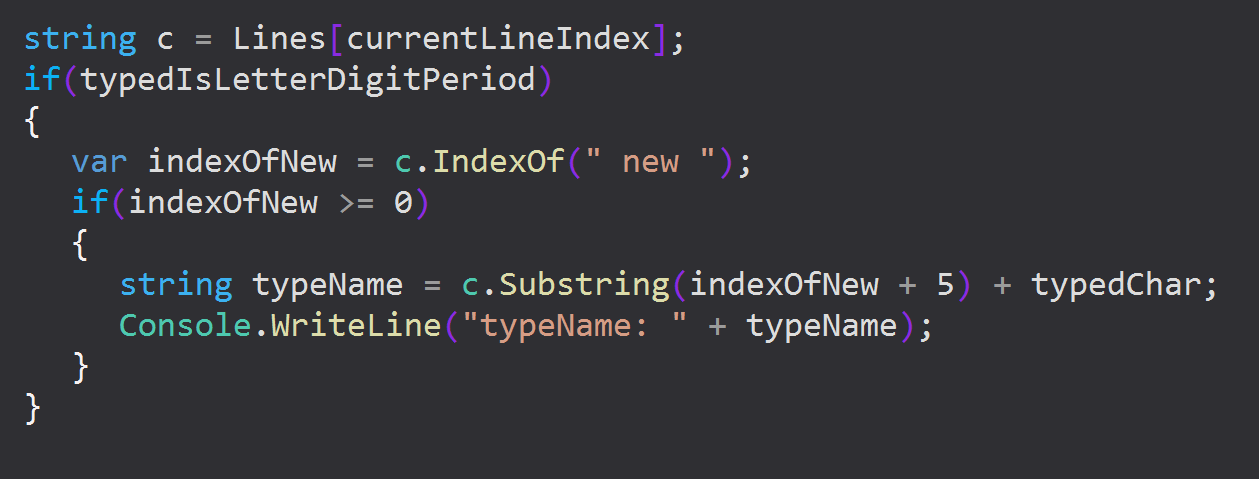 string c = Lines[currentLineIndex];
if(typedIsLetterDigitPeriod)
{
   var indexOfNew = c.IndexOf(" new ");
   if(indexOfNew >= 0)
   {
      string typeName = c.Substring(indexOfNew + 5) + typedChar;
      Console.WriteLine("typeName: " + typeName);
   }
}